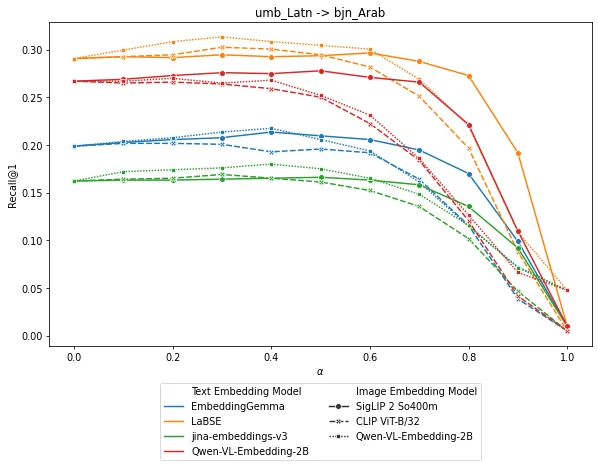 umb_Latn -> bjn_Arab
Recall@1
0.30
0.25
0.20
0.15
0.10
0.05
0.00
0.0 0.2 0.4 0.6 0.8 1.0
α
Text Embedding Model Image Embedding Model
EmbeddingGemma SigLIP 2 So400m
LaBSE CLIP ViT-B/32
jina-embeddings-v3 Qwen-VL-Embedding-2B
Qwen-VL-Embedding-2B